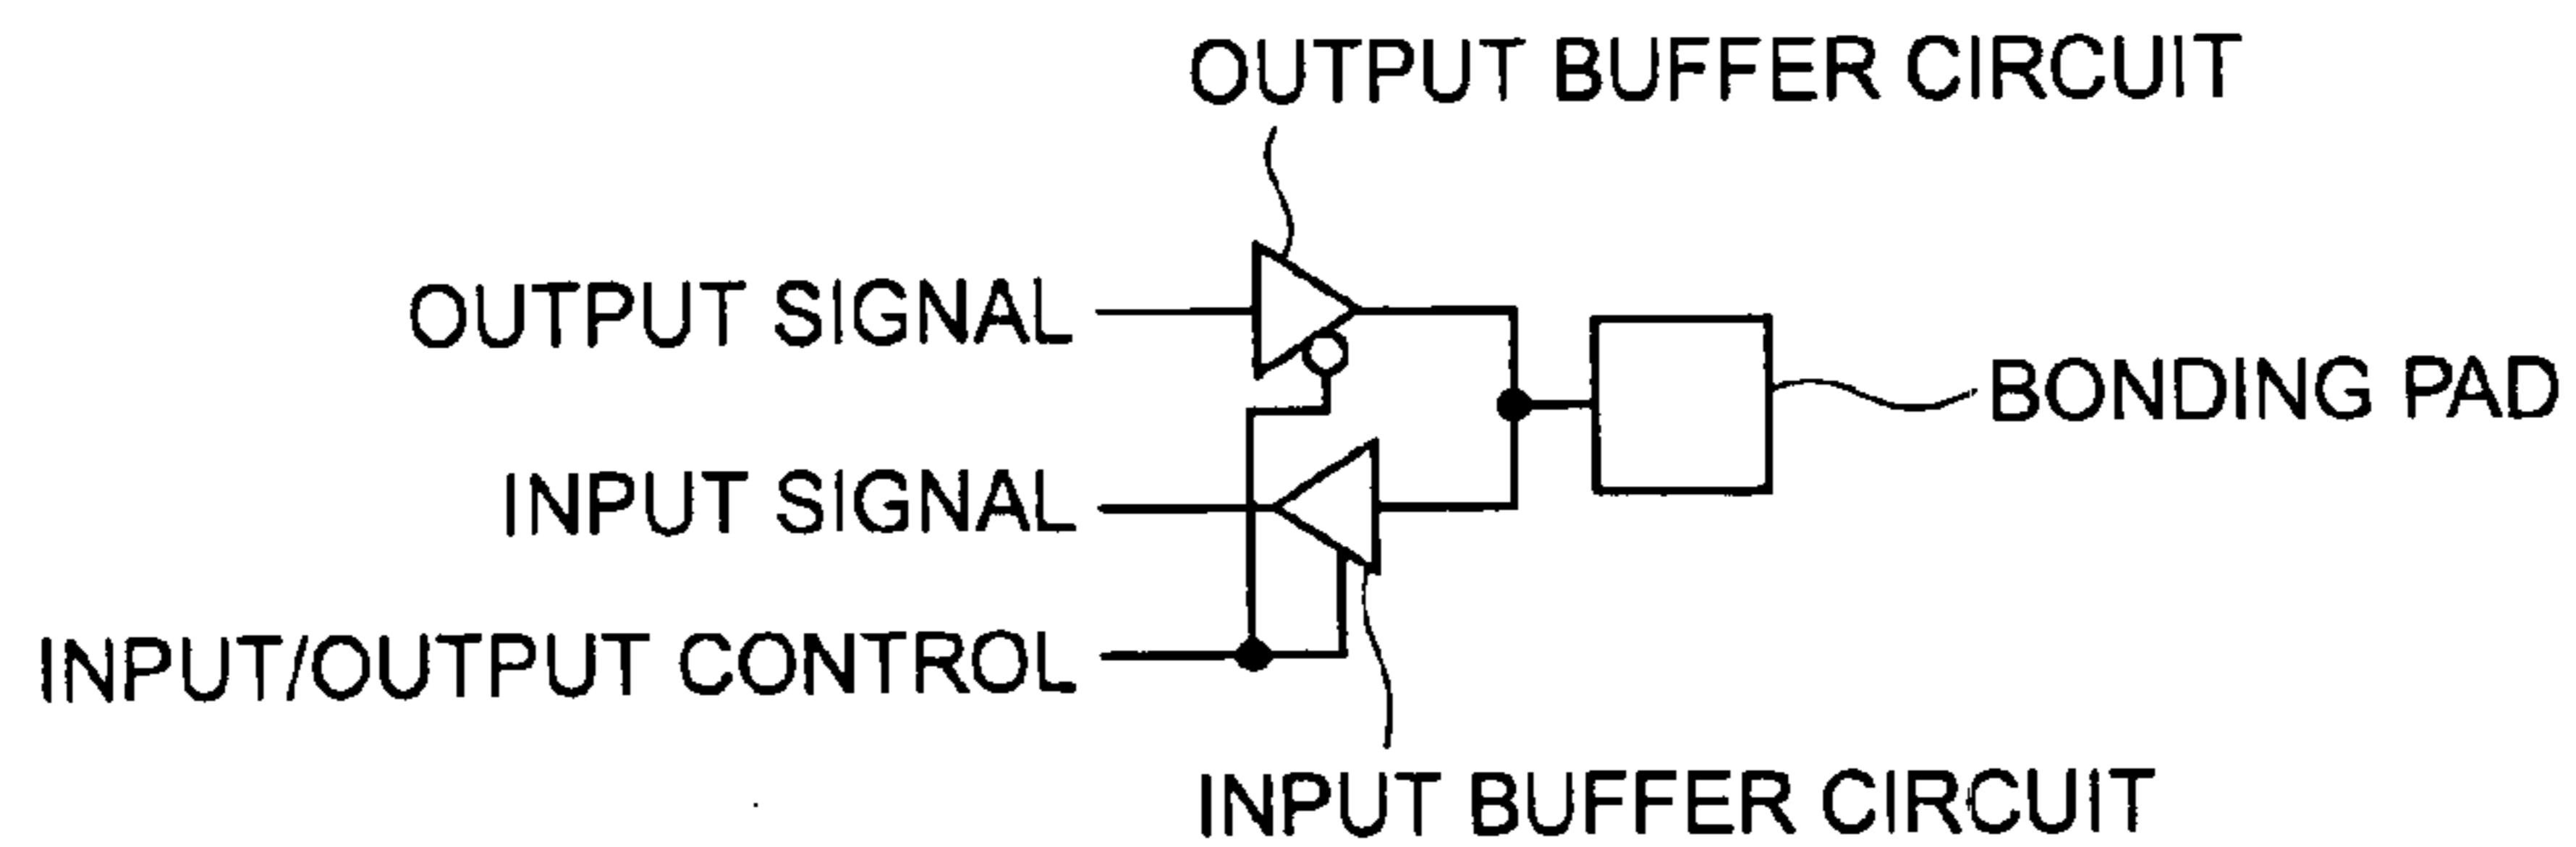 OUTPUT BUFFER CIRCUIT
OUTPUT SIGNAL
BONDING PAD
INPUT SIGNAL
INPUT/OUTPUT CONTROL
INPUT BUFFER CIRCUIT